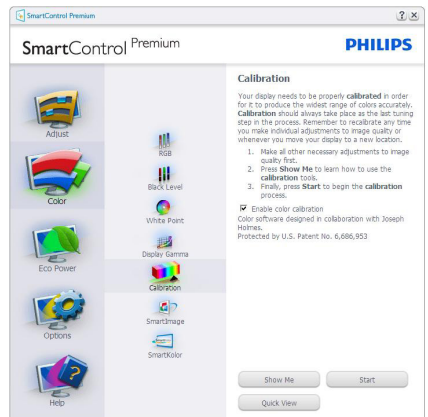 SmartControl Premium
SmartControl Premium
PHILIPS
Adjust
Color
Eco Power
Options
Help
RGB
Black Level
White Point
Display Gamma
Calibration
SmartImage
SmartKolor
Calibration
Your display needs to be properly calibrated in order
for it to produce the widest range of colors accurately.
Calibration should always take place as the last tuning
step in the process. Remember to recalibrate any time
you make individual adjustments to image quality or
whenever you move your display to a new location.
1. Make all other necessary adjustments to image
quality first.
2. Press Show Me to learn how to use the
calibration tools.
3. Finally, press Start to begin the calibration
process.
Enable color calibration
Color software designed in collaboration with Joseph
Holmes.
Protected by U.S. Patent No. 6,686,953
Show Me
Start
Quick View